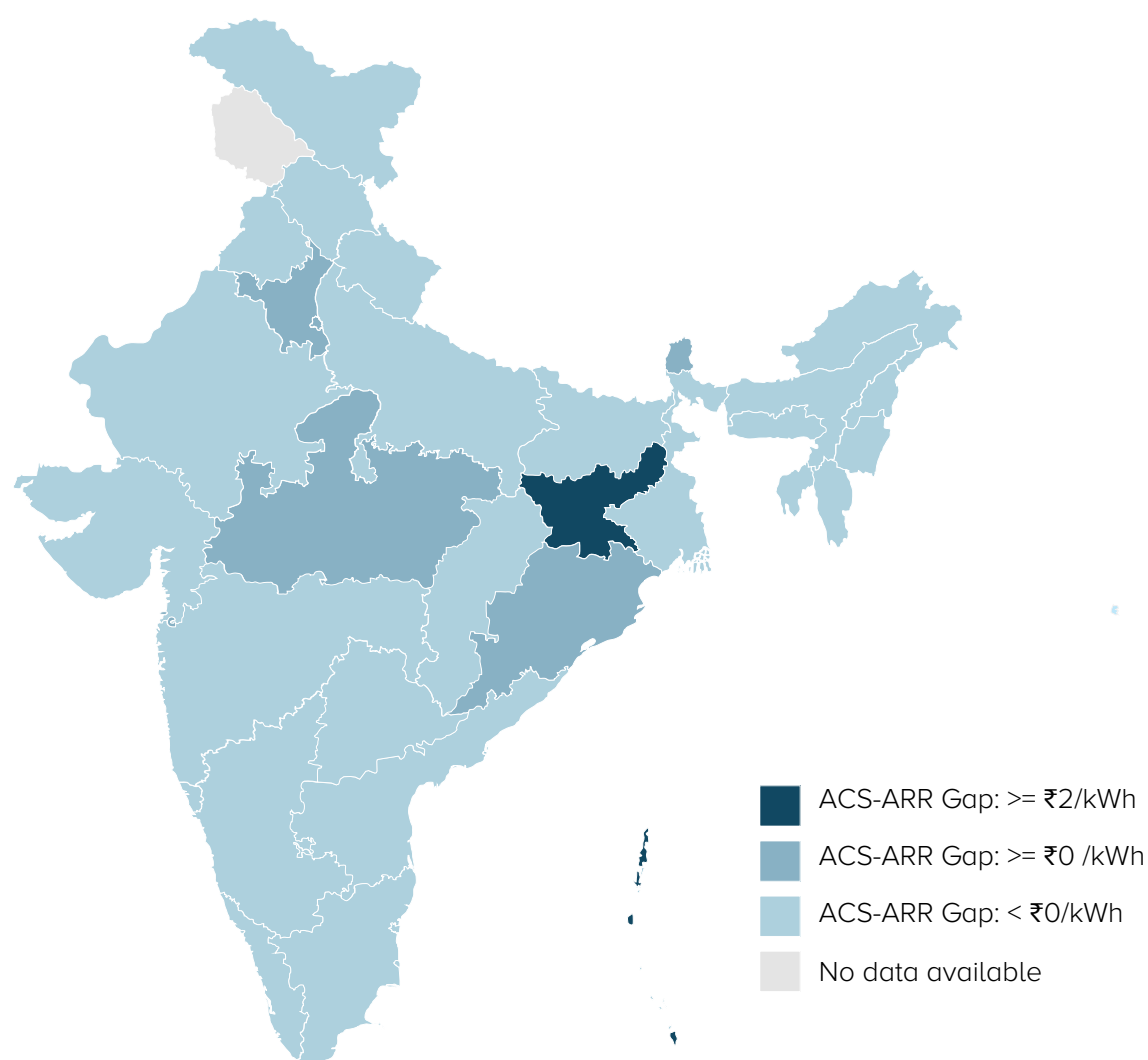 ACS-ARR Gap: >= ₹2/kWh
ACS-ARR Gap: >= ₹0 /kWh
ACS-ARR Gap: < ₹0/kWh
No data available